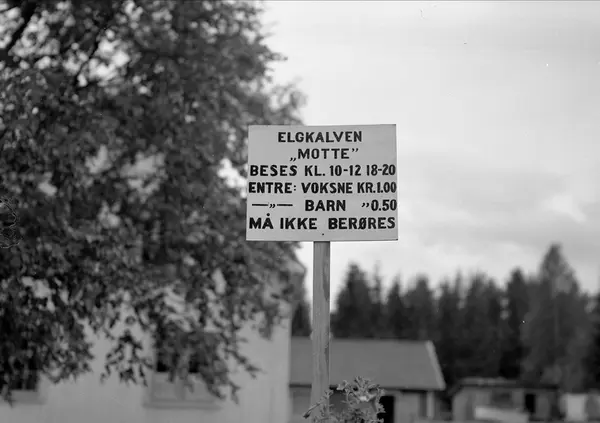 ELGKALVEN
„MOTTE"
BESES KL. 10-12 18-20
ENTRE: VOKSNE KR.1.00
—„— BARN „0.50
MÅ IKKE BERØRES